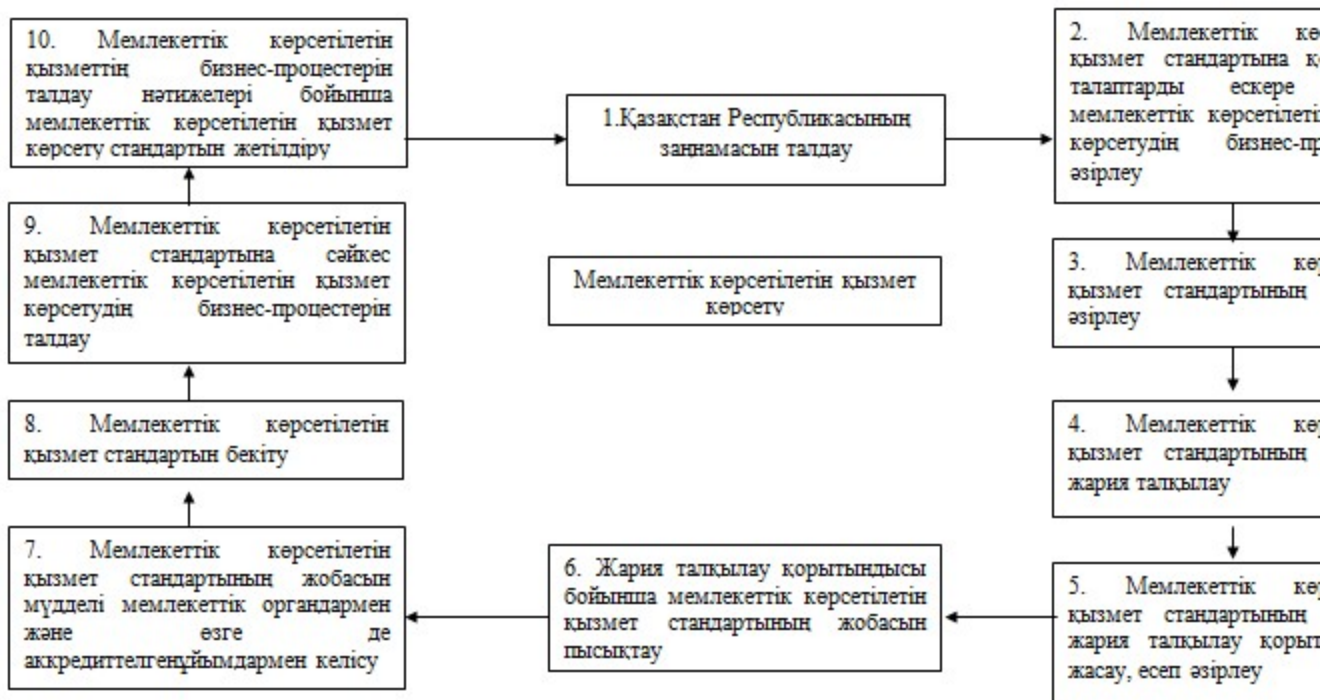 10. Мемлекеттік көрсетілетін
қызметтің бизнес-процестерін
талдау нәтижелері бойынша
мемлекеттік көрсетілетін қызмет
көрсету стандартын жетілдіру
1.Қазақстан Республикасының
заңнамасын талдау
2. Мемлекеттік
қызмет стандартына
талаптарды ескере
мемлекеттік
көрсетудің
әзірлеу
9. Мемлекеттік көрсетілетін
қызмет стандартына сәйкес
мемлекеттік көрсетілетін қызмет
көрсетудің бизнес-процестерін
талдау
Мемлекеттік көрсетілетін қызмет
көрсету
3. Мемлекеттік
қызмет стандартының
әзірлеу
8. Мемлекеттік көрсетілетін
қызмет стандартын бекіту
4. Мемлекеттік
қызмет стандартының
жария талқылау
7. Мемлекеттік көрсетілетін
қызмет стандартының жобасын
мүдделі мемлекеттік органдармен
және өзге де
аккредиттелгенұйымдармен келісу
6. Жария талқылау қорытындысы
бойынша мемлекеттік көрсетілетін
қызмет стандартының жобасын
пысықтау
5. Мемлекеттік
қызмет стандартының
жария талқылау
жасау, есеп әзірлеу